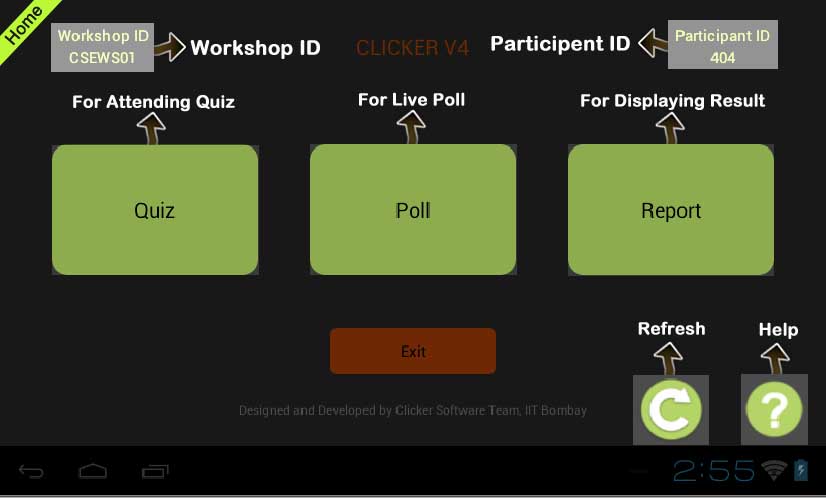 Home
Workshop ID
CSEWS01
Workshop ID
CLICKER V4
Participent ID
Participant ID
404
For Attending Quiz
For Live Poll
For Displaying Result
Quiz
Poll
Report
Exit
Refresh
Help
?
Designed and Developed by Clicker Software Team, IIT Bombay
2:55